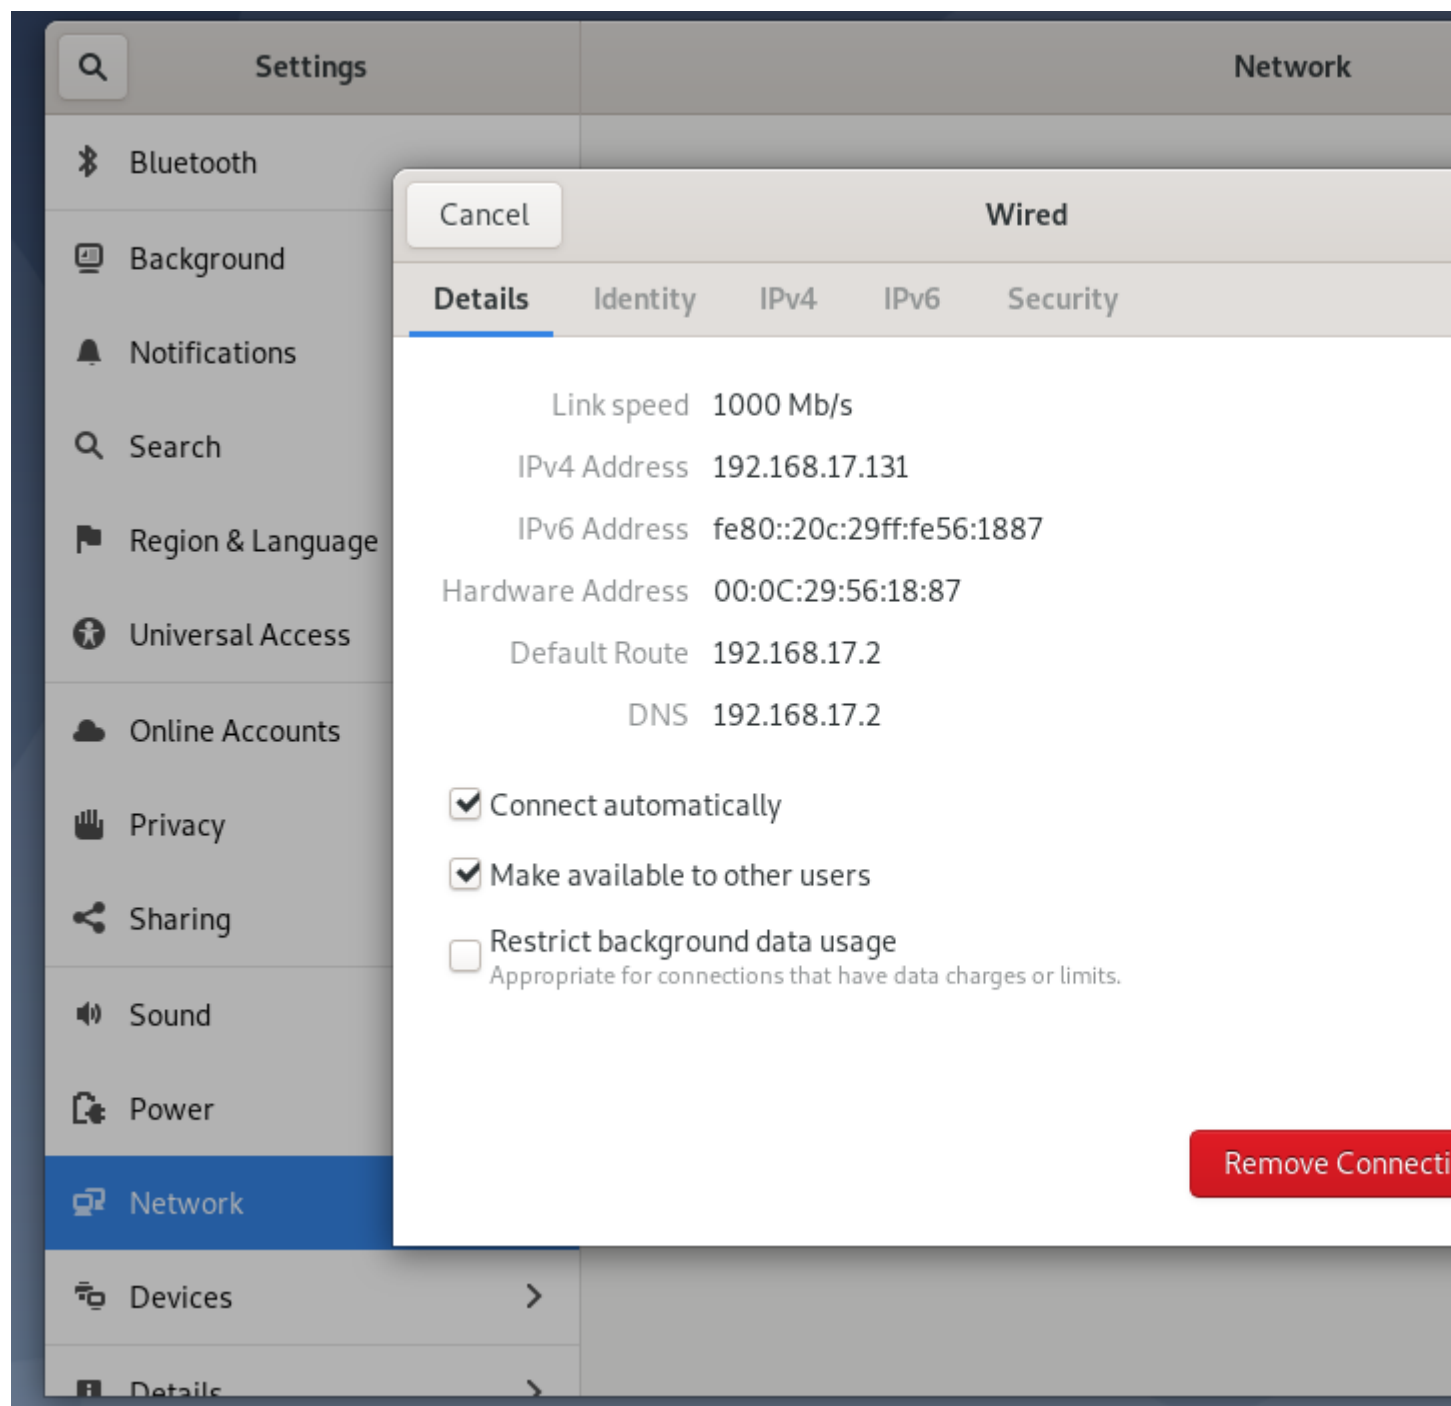 Settings
Network
Bluetooth
Background
Notifications
Search
Region & Language
Universal Access
Online Accounts
Privacy
Sharing
Sound
Power
Network
Devices
Details
Cancel
Wired
Details Identity IPv4 IPv6 Security
Link speed 1000 Mb/s
IPv4 Address 192.168.17.131
IPv6 Address fe80::20c:29ff:fe56:1887
Hardware Address 00:0C:29:56:18:87
Default Route 192.168.17.2
DNS 192.168.17.2
Connect automatically
Make available to other users
Restrict background data usage
Appropriate for connections that have data charges or limits.
Remove Connecti